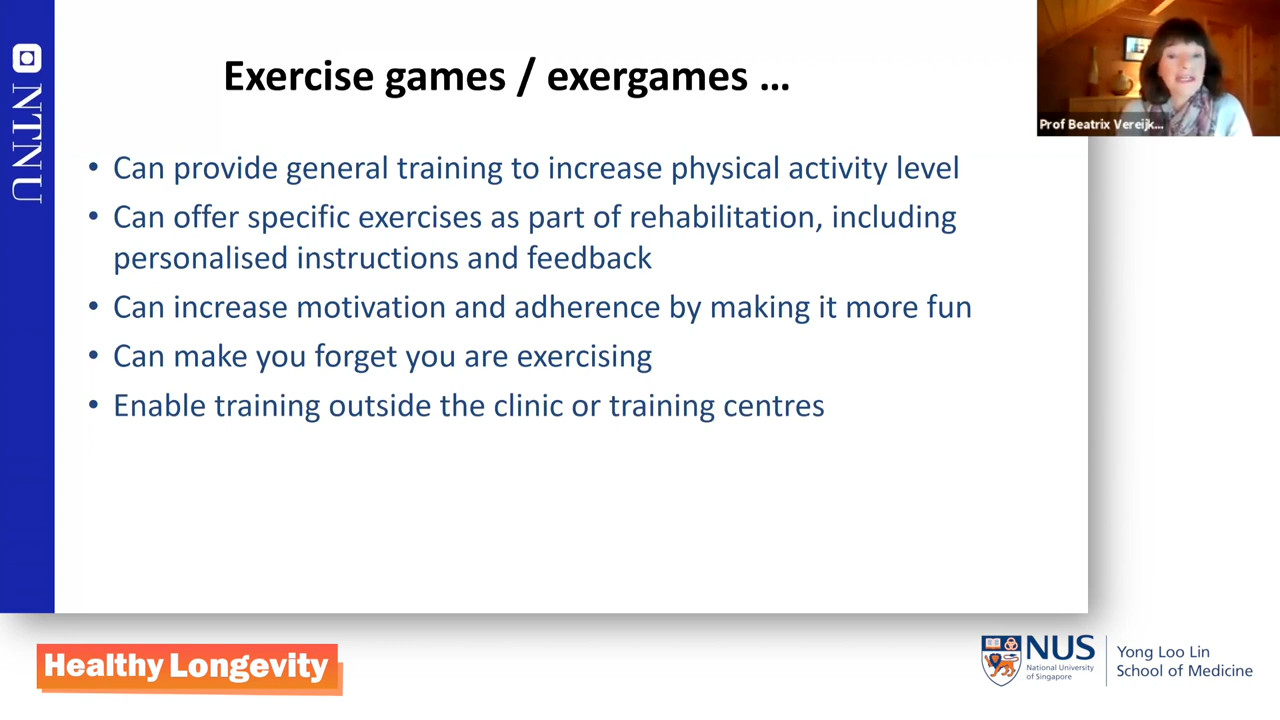 NTNU
Exercise games / exergames ...
Prof Beatrix Vereijk...
• Can provide general training to increase physical activity level
• Can offer specific exercises as part of rehabilitation, including
personalised instructions and feedback
• Can increase motivation and adherence by making it more fun
• Can make you forget you are exercising
• Enable training outside the clinic or training centres
Healthy Longevity
NUS
National University
of Singapore
Yong Loo Lin
School of Medicine